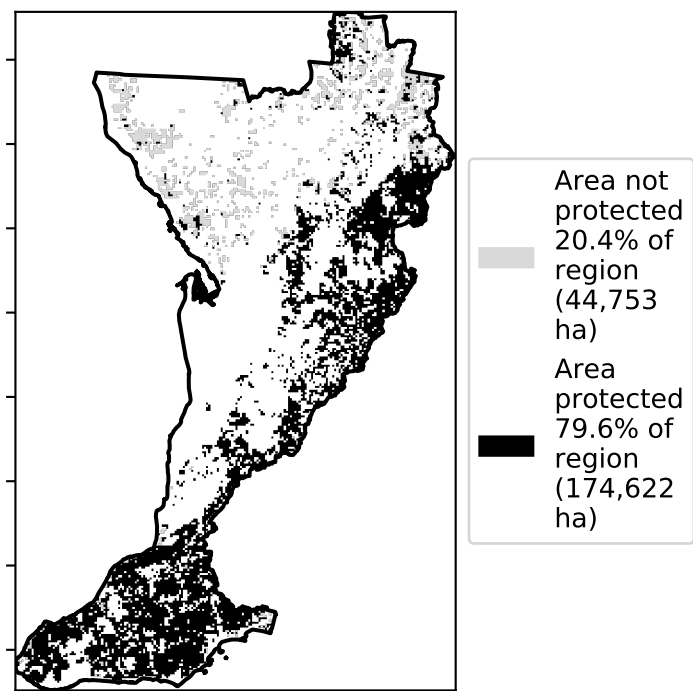 Area not
protected
20.4% of
region
(44,753
ha)
Area
protected
79.6% of
region
(174,622
ha)